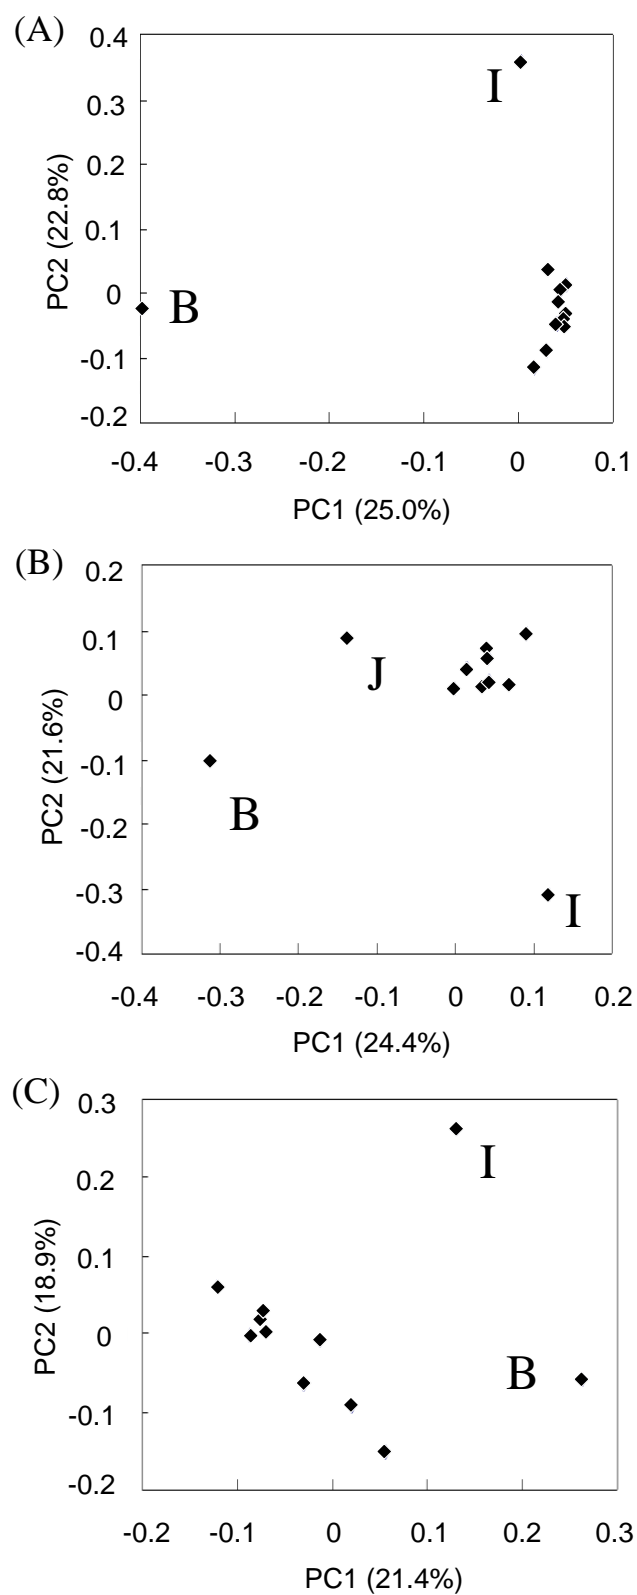 (A)
0.4
0.3
0.2
0.1
0
-0.1
-0.2
PC2 (22.8%)
I
B
-0.4 -0.3 -0.2 -0.1 0 0.1
PC1 (25.0%)
(B)
0.2
0.1
0
-0.1
-0.2
-0.3
-0.4
PC2 (21.6%)
J
B
I
-0.4 -0.3 -0.2 -0.1 0 0.1 0.2
PC1 (24.4%)
(C)
0.3
0.2
0.1
0
-0.1
-0.2
PC2 (18.9%)
I
B
-0.2 -0.1 0 0.1 0.2 0.3
PC1 (21.4%)